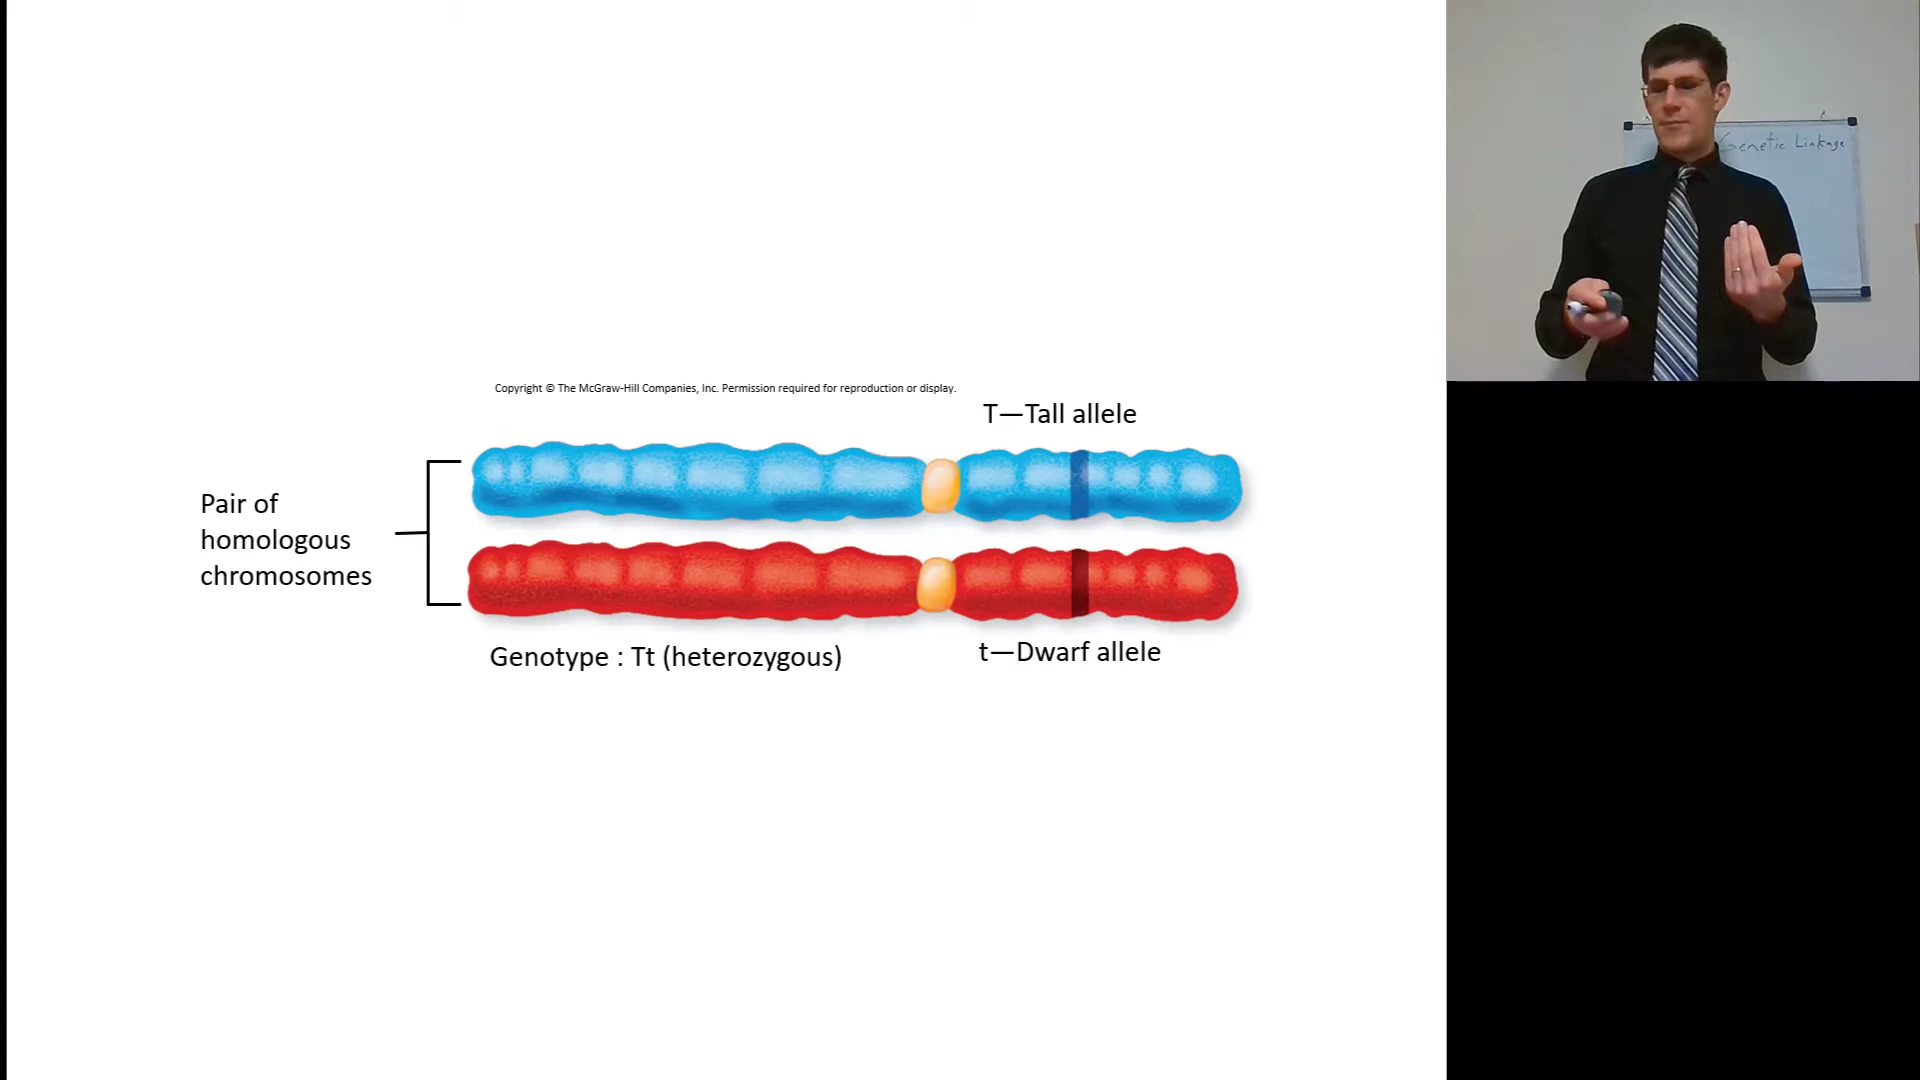 Copyright © The McGraw-Hill Companies, Inc. Permission required for reproduction or display.
T—Tall allele
Pair of
homologous
chromosomes
Genotype : Tt (heterozygous)
t—Dwarf allele
Genetic Linkage